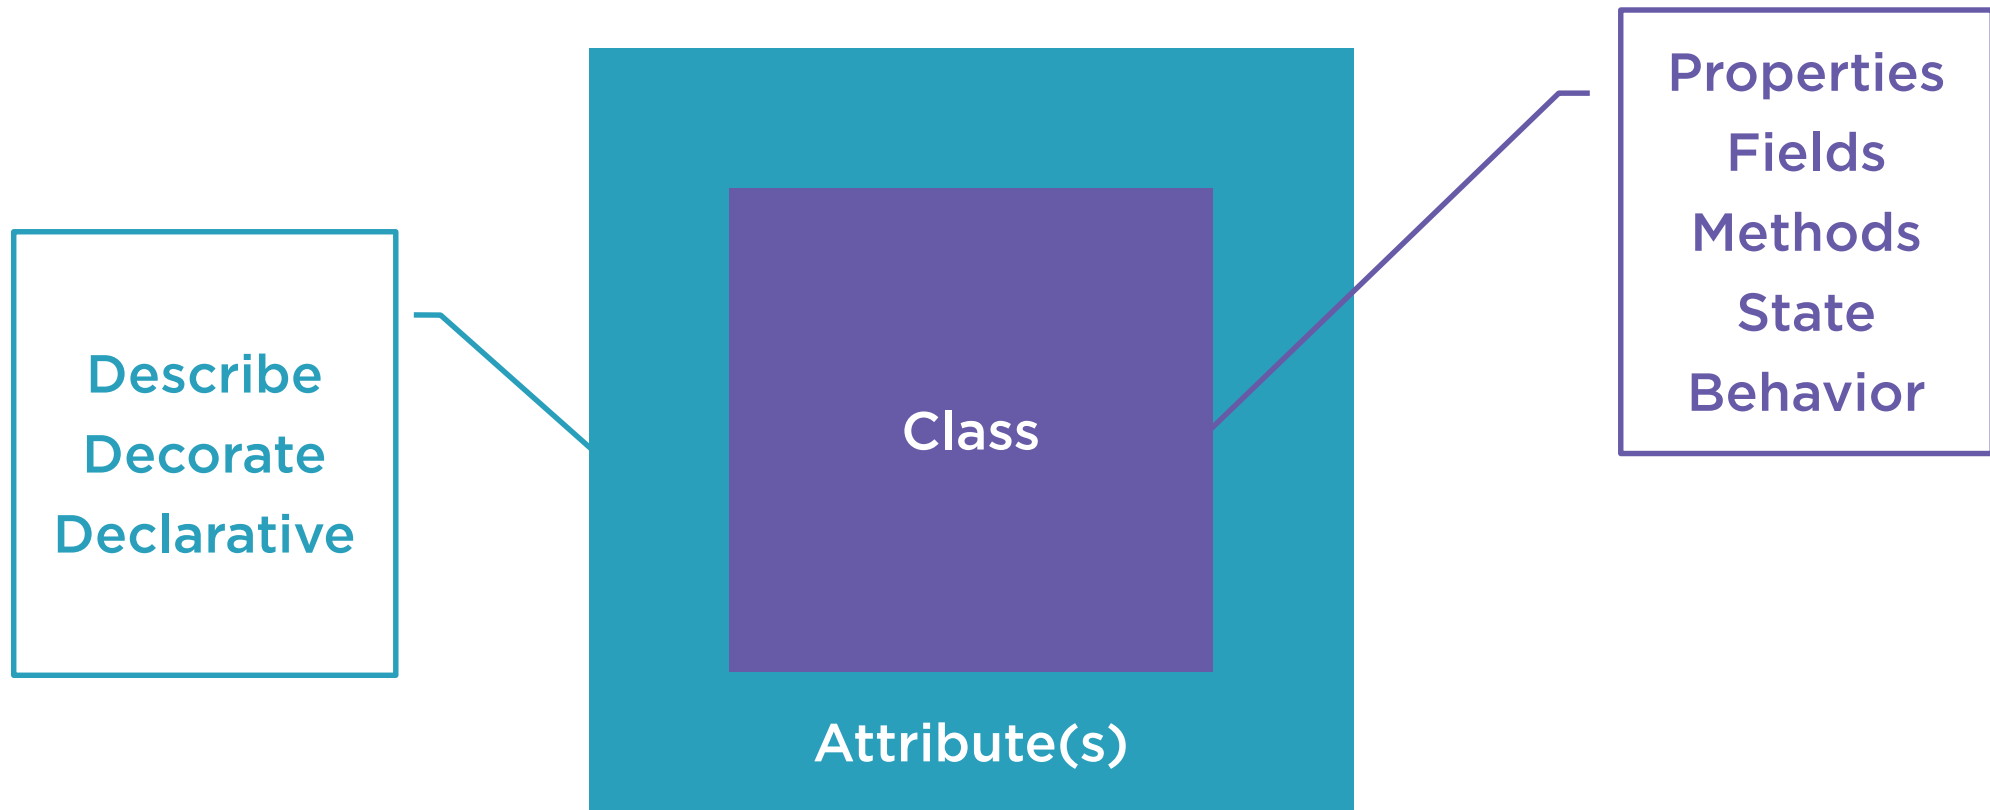 Describe
Decorate
Declarative
Class
Attribute(s)
Properties
Fields
Methods
State
Behavior